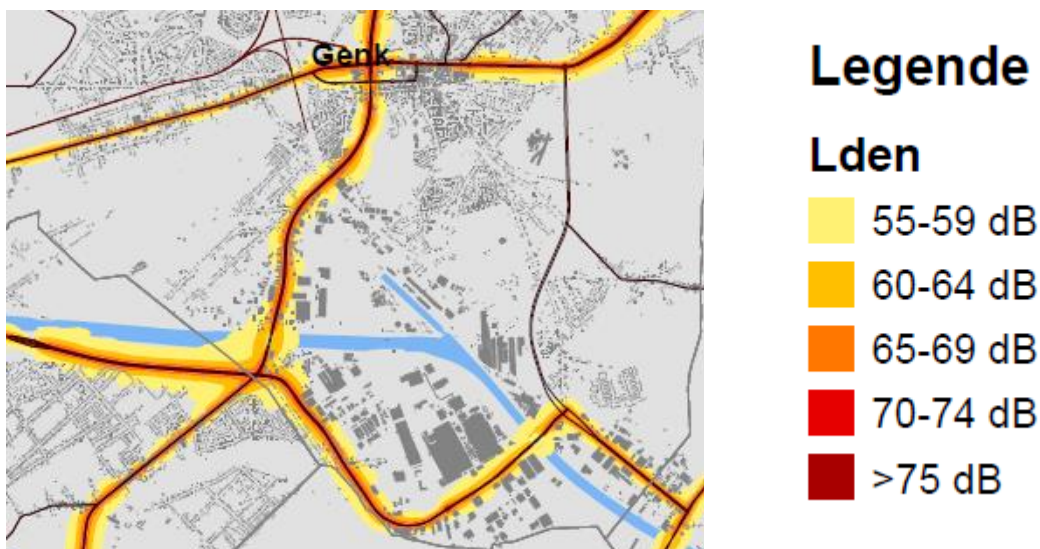 Genk
Legende
Lden
55-59 dB
60-64 dB
65-69 dB
70-74 dB
>75 dB